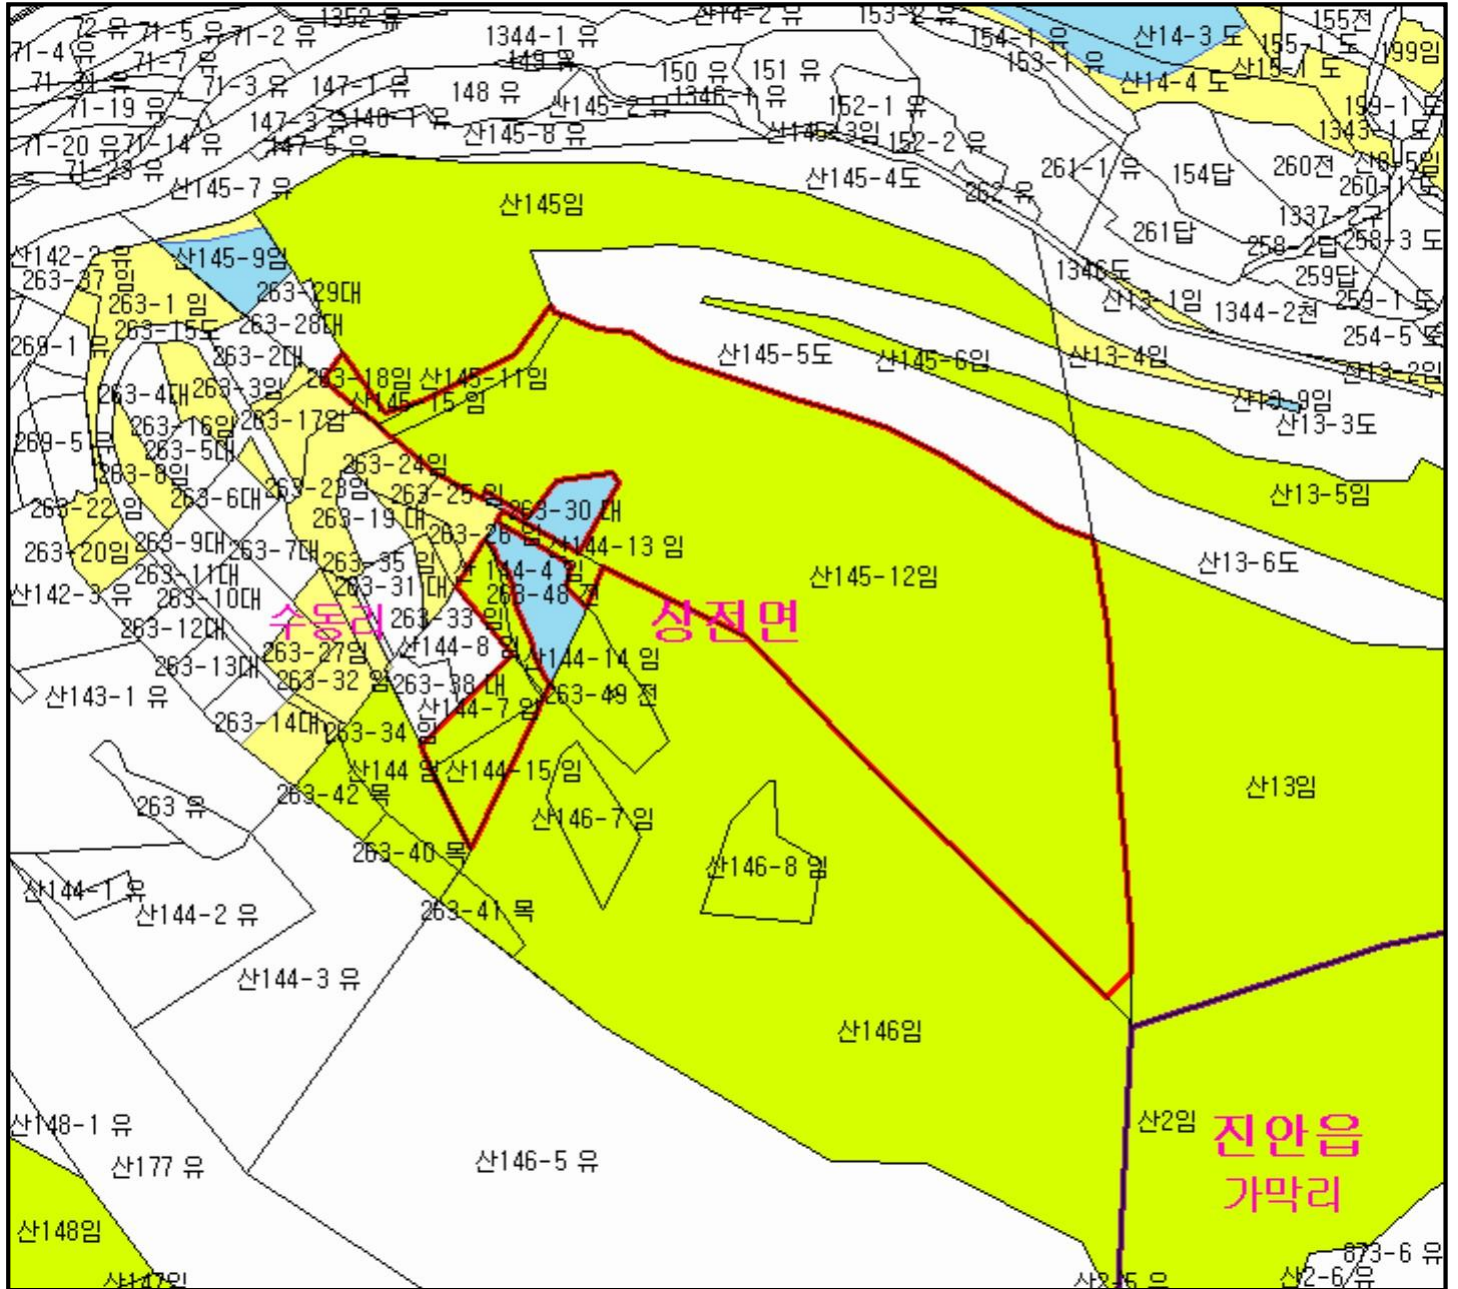 1352 유
산14-2 유
153-2 유
155전
72 유
71-5 유
71-2 유
1344-1 유
154-1 유
산14-3 도
155-1 도
199임
71-4 유
71-7 유
149 유
150 유
151 유
153-1 유
산15-1 도
71-31 유
71-3 유
147-1 유
148 유
1346-1 유
산14-4 도
71-19 유
산145-2 유
152-1 유
199-1 도
147-3 유
148-1 유
산145-8 유
산145-3임
152-2 유
1343-1 도
71-20 유
71-14 유
147-5 유
261-1 유
154답
260전
산8-5임
71-23 유
산145-7 유
산145임
산145-4도
262 유
260-1 도
1337-2구
261답
258-2답
258-3 도
산142-2 유
산145-9임
1346도
259답
263-37 임
263-1 임
263-29대
산13-1임
1344-2천
259-1 도
263-15도
263-28대
254-5 도
269-1 유
263-2대
산145-5도
산145-6임
산13-4임
산13-2임
263-4대
263-3임
263-18임
산145-11임
산145-15 임
산13-9임
263-16임
263-17임
산13-3도
269-5 유
263-5대
263-8임
263-24임
263-6대
263-23임
263-25 임
산13-5임
263-22 임
263-19 대
263-30 대
263-20임
263-9대
263-7대
263-26 임
산144-13 임
263-11대
263-35 임
산144-4 임
산145-12임
산13-6도
산142-3 유
263-10대
263-31 대
263-48 전
263-12대
수동리
263-33 임
상전면
263-13대
263-27임
산144-8 임
산144-14 임
산143-1 유
263-32 임
263-38 대
263-49 전
263-14대
263-34 임
산144-7 임
산144 임
산144-15 임
산13임
263 유
263-42 목
산146-7 임
263-40 목
산146-8 임
산144-1 유
산144-2 유
263-41 목
산144-3 유
산146임
산148-1 유
산2임
진안읍
산177 유
산146-5 유
가막리
산148임
873-6 유
산147임
산2-5 유
산2-6 유